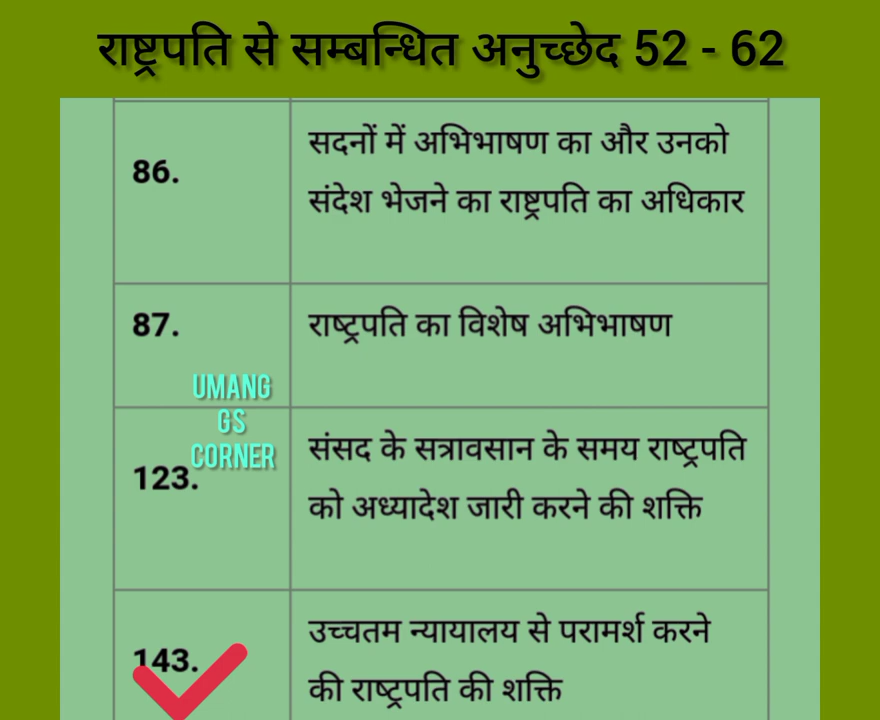 राष्ट्रपति से सम्बन्धित अनुच्छेद 52 - 62
86.
सदनों में अभिभाषण का और उनको
संदेश भेजने का राष्ट्रपति का अधिकार
87.
राष्ट्रपति का विशेष अभिभाषण
UMANG
GS
CORNER
123.
संसद के सत्रावसान के समय राष्ट्रपति
को अध्यादेश जारी करने की शक्ति
143.
उच्चतम न्यायालय से परामर्श करने
की राष्ट्रपति की शक्ति